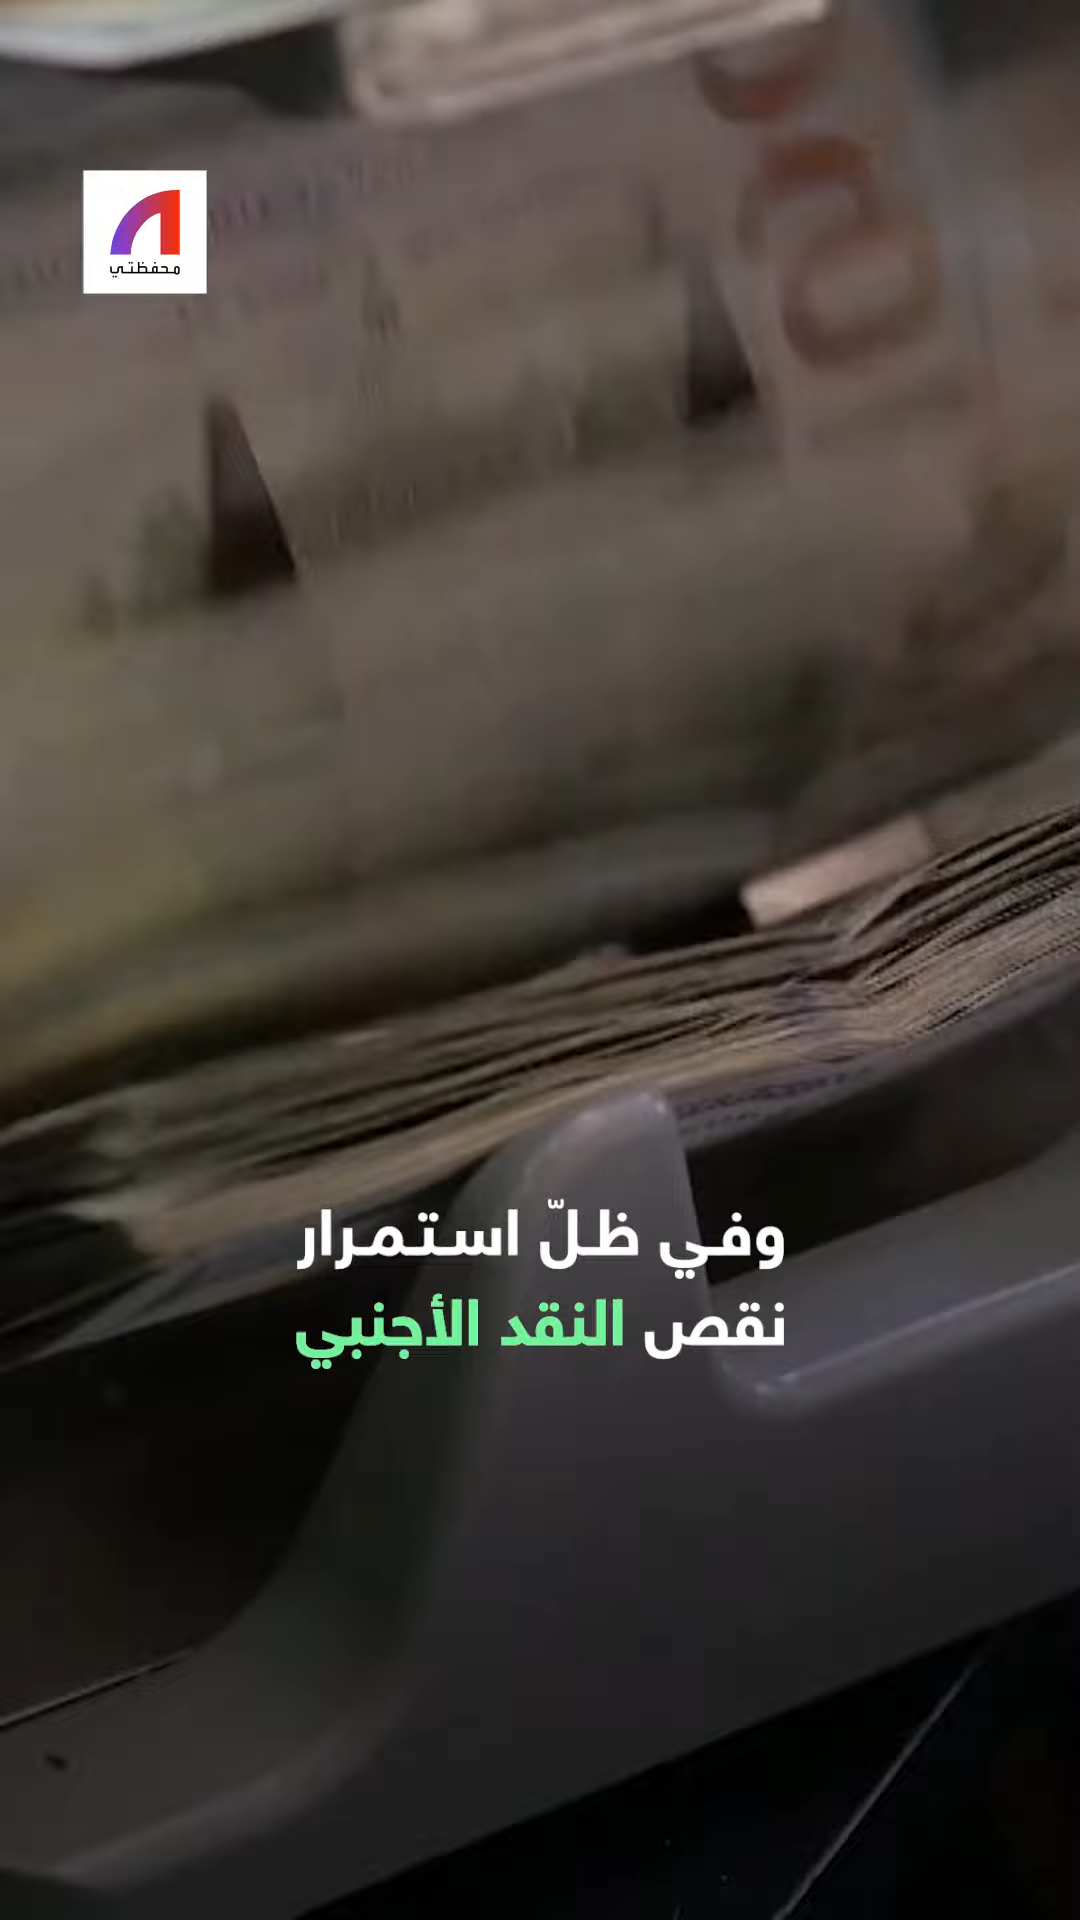 محفظتي
وفي ظلّ استمرار
نقص النقد الأجنبي